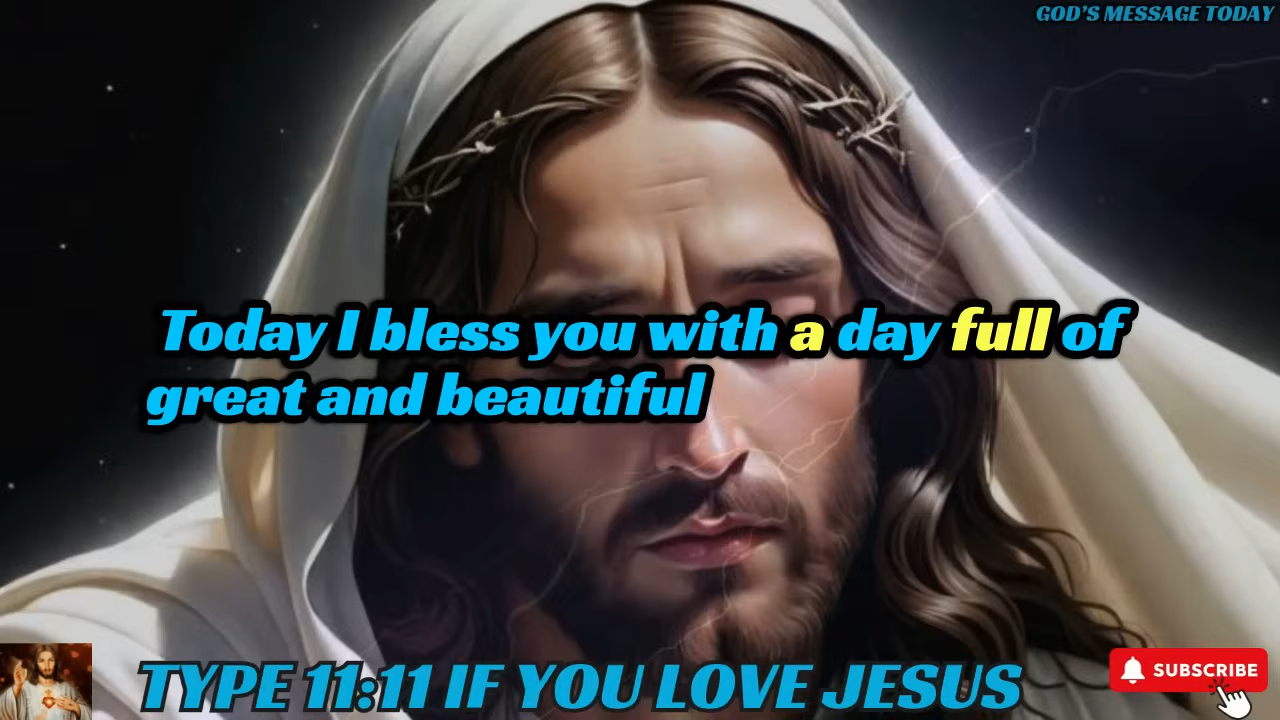 GOD'S MESSAGE TODAY
Today I bless you with a day full of
great and beautiful
TYPE 11:11 IF YOU LOVE JESUS
SUBSCRIBE